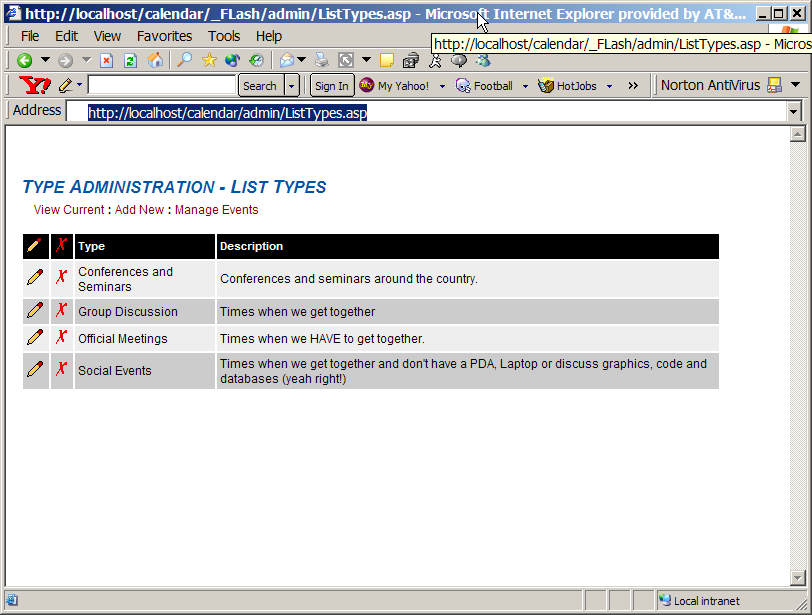 http://localhost/calendar/_FLash/admin/ListTypes.asp - Microsoft Internet Explorer provided by AT&...
File Edit View Favorites Tools Help
http://localhost/calendar/_FLash/admin/ListTypes.asp - Micros
Y! Search Sign In My Yahoo! Football HotJobs » Norton AntiVirus
Address http://localhost/calendar/admin/ListTypes.asp
TYPE ADMINISTRATION - LIST TYPES
View Current : Add New : Manage Events
X Type Description
X Conferences and
Seminars
Conferences and seminars around the country.
X Group Discussion Times when we get together
X Official Meetings Times when we HAVE to get together.
X Social Events
Times when we get together and don't have a PDA, Laptop or discuss graphics, code and
databases (yeah right!)
Local intranet